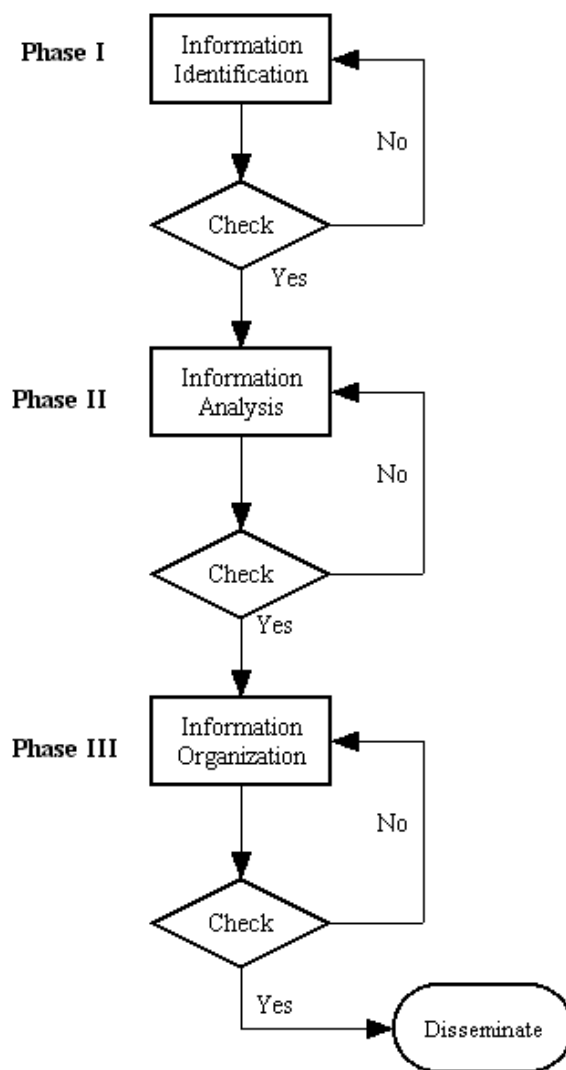 Phase I
Information
Identification
No
Check
Yes
Phase II
Information
Analysis
No
Check
Yes
Phase III
Information
Organization
No
Check
Yes
Disseminate